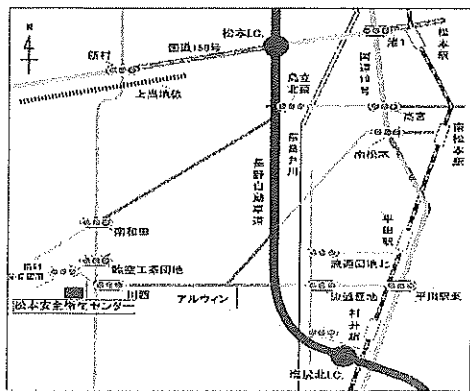 N
松本I.C.
渚1
松本駅
新村
国道158号
国道19号
上高地線
島立
北栗
高宮
南松本
南松本駅
奈良井川
長野自動車道
平田駅
南和田
臨空工業団地
流通団地北
川西
アルウィン
流通団地
平田駅東
松本安全
センター
村井駅
塩尻北I.C.